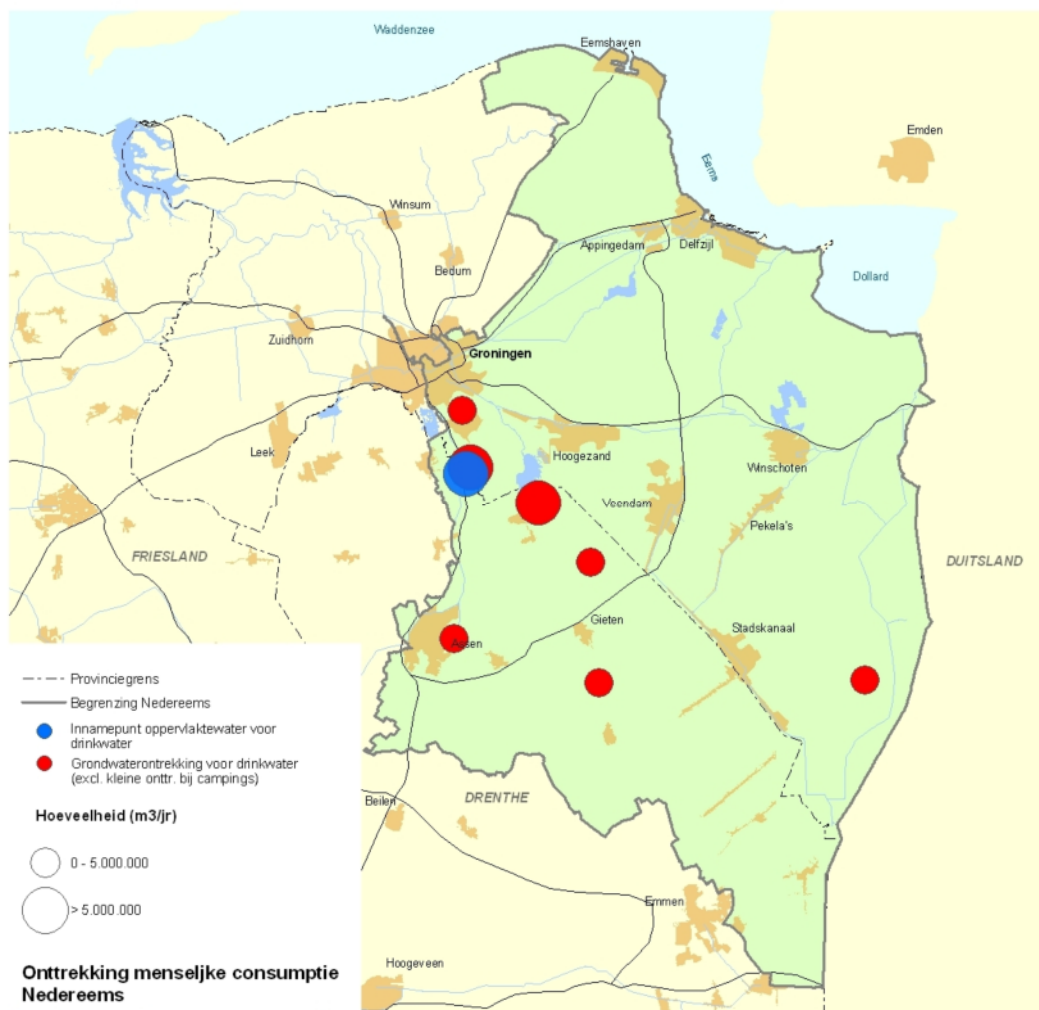 Waddenzee
Eemshaven
Emden
Eems
Winsum
Appingedam
Delfzijl
Bedum
Dollard
Zuidhorn
Groningen
Leek
Hoogezand
Winschoten
Veendam
Pekela's
FRIESLAND
DUITSLAND
Gieten
Stadskanaal
Assen
Provinciegrens
Begrenzing Nedereems
Innamepunt oppervlaktewater voor
drinkwater
Grondwaterontrekking voor drinkwater
(excl. kleine onttr. bij campings)
Beilen
DRENTHE
Hoeveelheid (m3/jr)
0 - 5.000.000
> 5.000.000
Emmen
Hoogeveen
Onttrekking menseljke consumptie
Nedereems